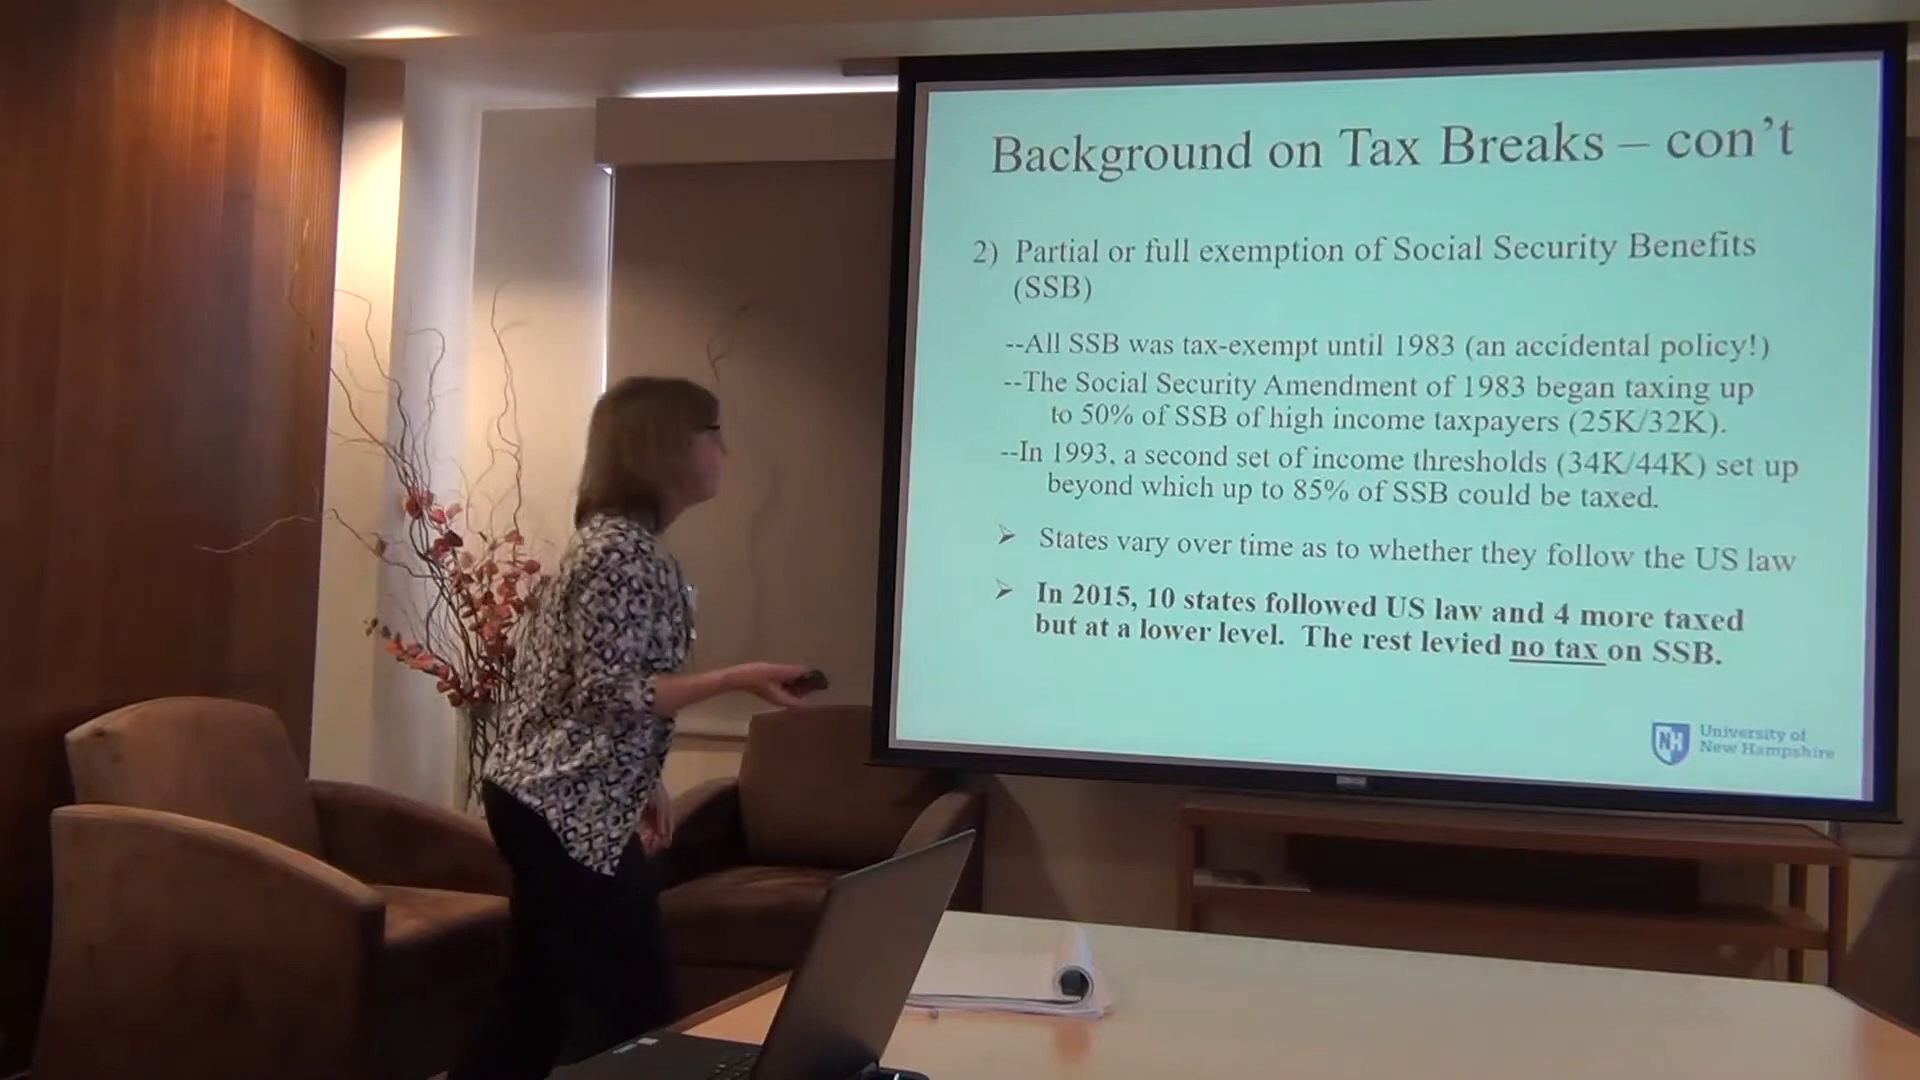 Background on Tax Breaks – con't
2) Partial or full exemption of Social Security Benefits
(SSB)
--All SSB was tax-exempt until 1983 (an accidental policy!)
--The Social Security Amendment of 1983 began taxing up
to 50% of SSB of high income taxpayers (25K/32K).
--In 1993, a second set of income thresholds (34K/44K) set up
beyond which up to 85% of SSB could be taxed.
➢ States vary over time as to whether they follow the US law
➢ In 2015, 10 states followed US law and 4 more taxed
but at a lower level. The rest levied no tax on SSB.
NH University of
New Hampshire